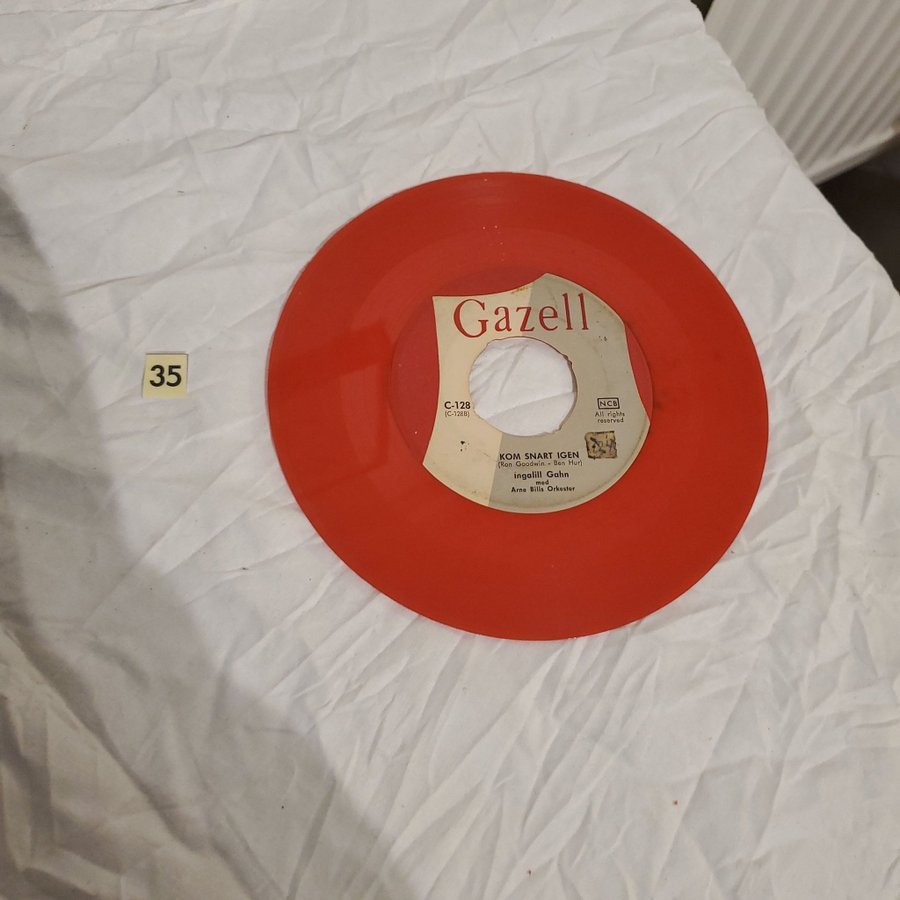 35
Gazell
C-128
(C-128B)
NCB
All rights
reserved
KOM SNART IGEN
(Ron Goodwin - Ben Hur)
ingalill Gahn
med
Arne Bills Orkester